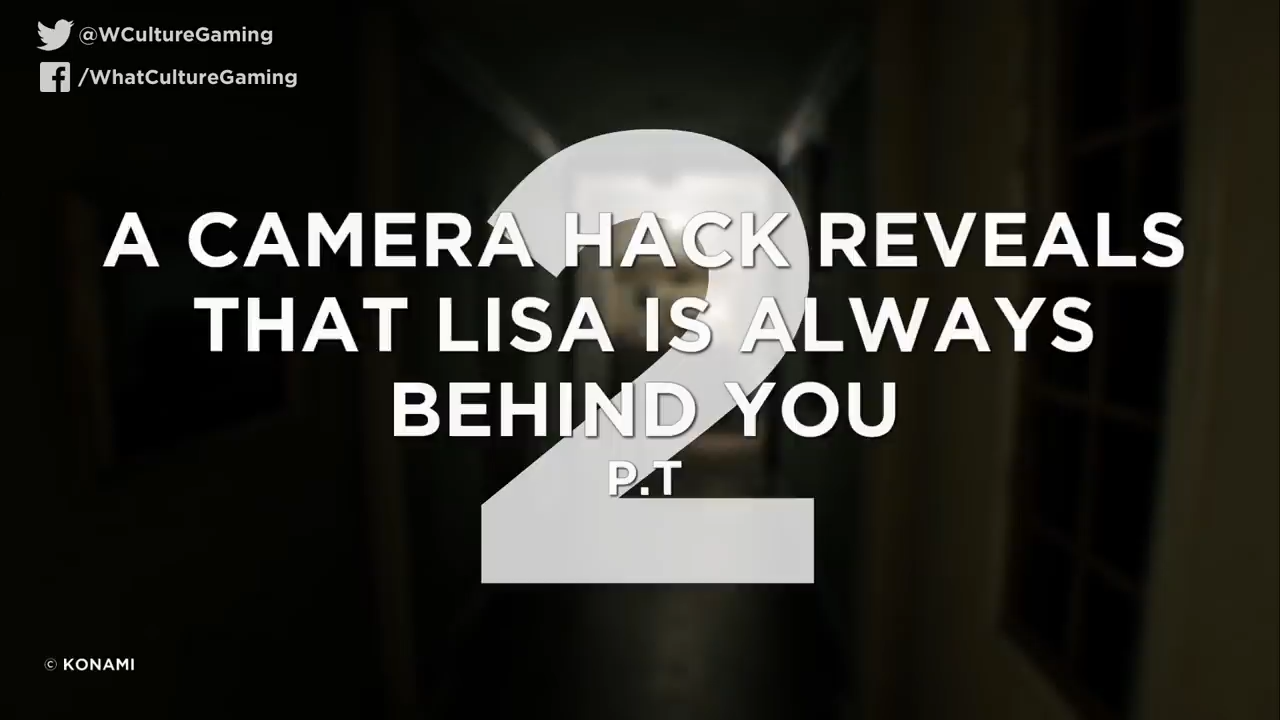 @WCultureGaming
/WhatCultureGaming
2
A CAMERA HACK REVEALS
THAT LISA IS ALWAYS
BEHIND YOU
P.T
© KONAMI